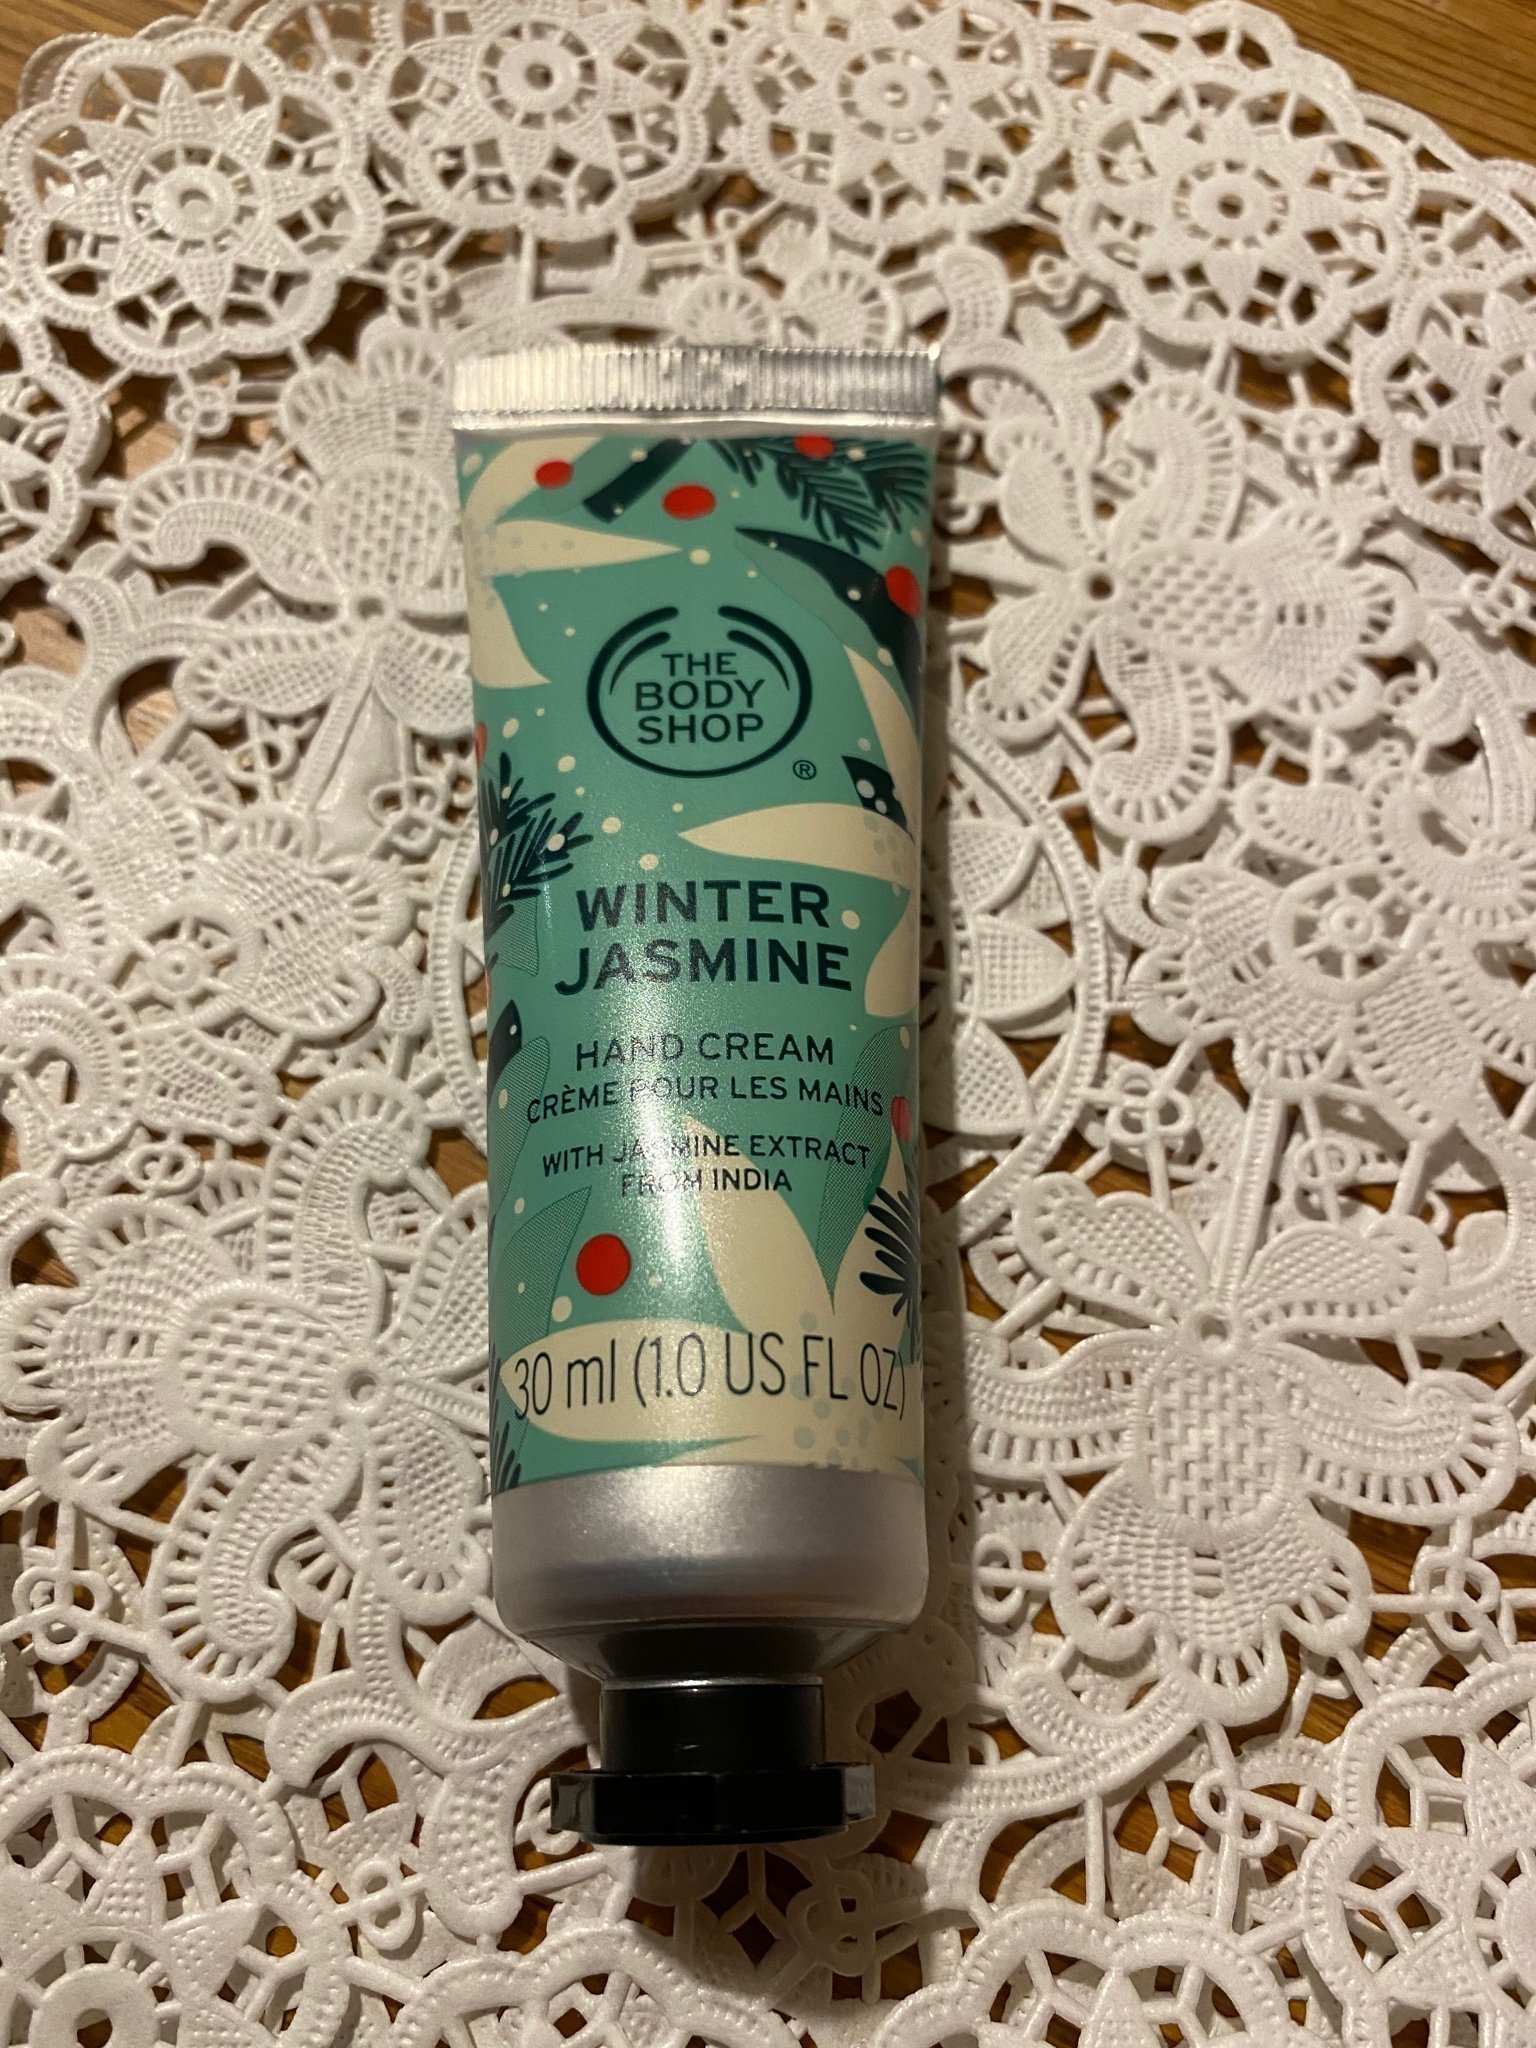 THE
BODY
SHOP
®
WINTER
JASMINE
HAND CREAM
CRÈME POUR LES MAINS
WITH JASMINE EXTRACT
FROM INDIA
30 ml (1.0 US FL OZ)